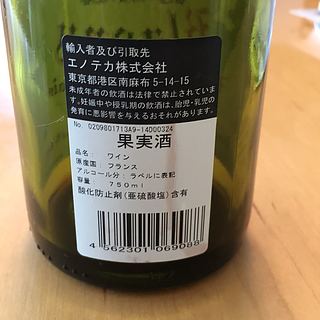 輸入者及び引取先
エノテカ株式会社
東京都港区南麻布 5-14-15
未成年者の飲酒は法律で禁止されていま
す。妊娠中や授乳期の飲酒は、胎児・乳児の
発育に悪影響を与えるおそれがあります。
No. 0209801713A9-14000324
果実酒
品名: ワイン
原産国: フランス
アルコール分: ラベルに表記
容量: 750ml
酸化防止剤(亜硫酸塩)含有
4562301069088